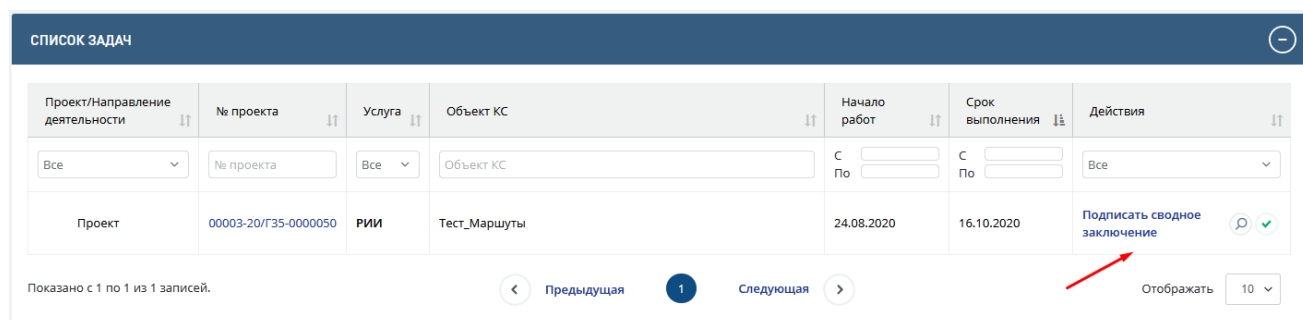 СПИСОК ЗАДАЧ
Проект/Направление
деятельности
№ проекта
Услуга
Объект КС
Начало
работ
Срок
выполнения
Действия
Все
№ проекта
Все
Объект КС
С
По
С
По
Все
Проект
00003-20/Г35-0000050
РИИ
Тест_Маршруты
24.08.2020
16.10.2020
Подписать сводное
заключение
Показано с 1 по 1 из 1 записей.
Предыдущая
1
Следующая
Отображать
10